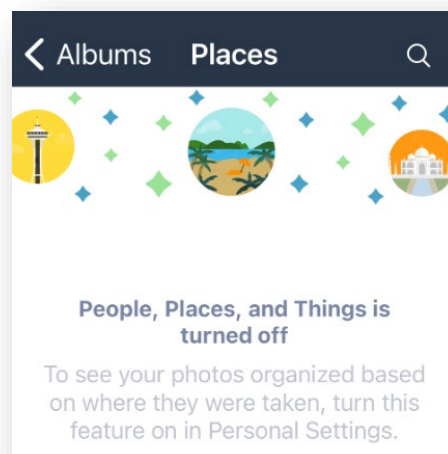 Albums Places
People, Places, and Things is
turned off
To see your photos organized based
on where they were taken, turn this
feature on in Personal Settings.